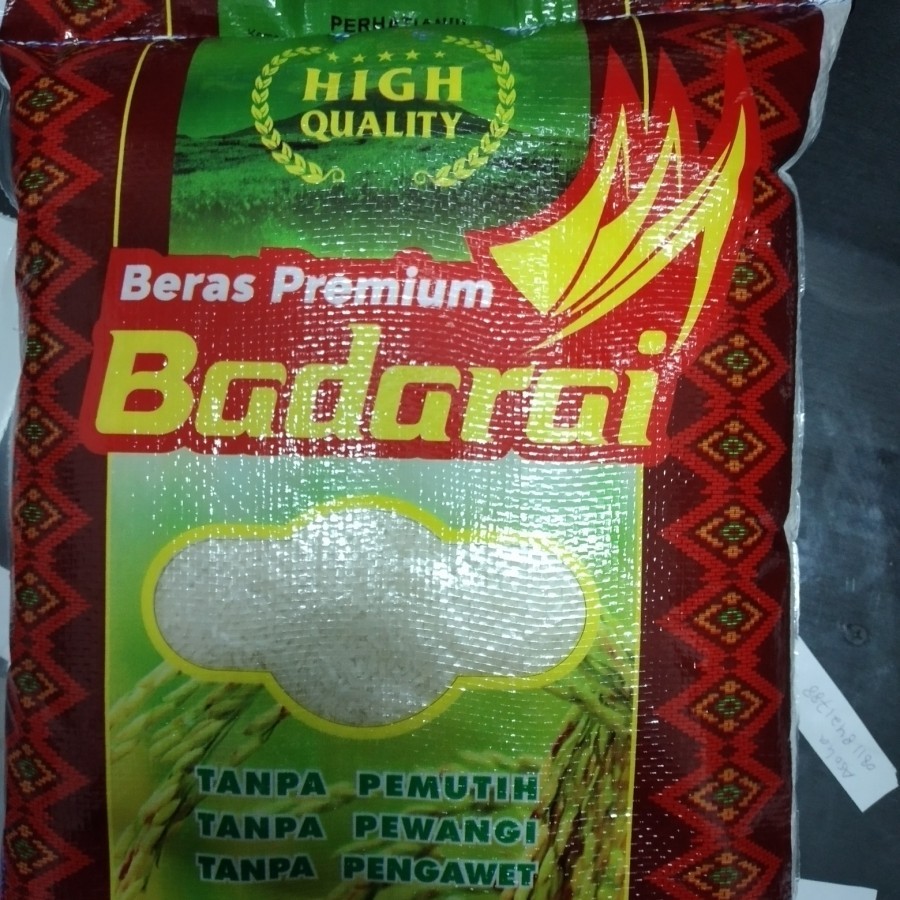 PERHATIAN!!!
HIGH
QUALITY
Beras Premium
Badarai
TANPA PEMUTIH
TANPA PEWANGI
TANPA PENGAWET